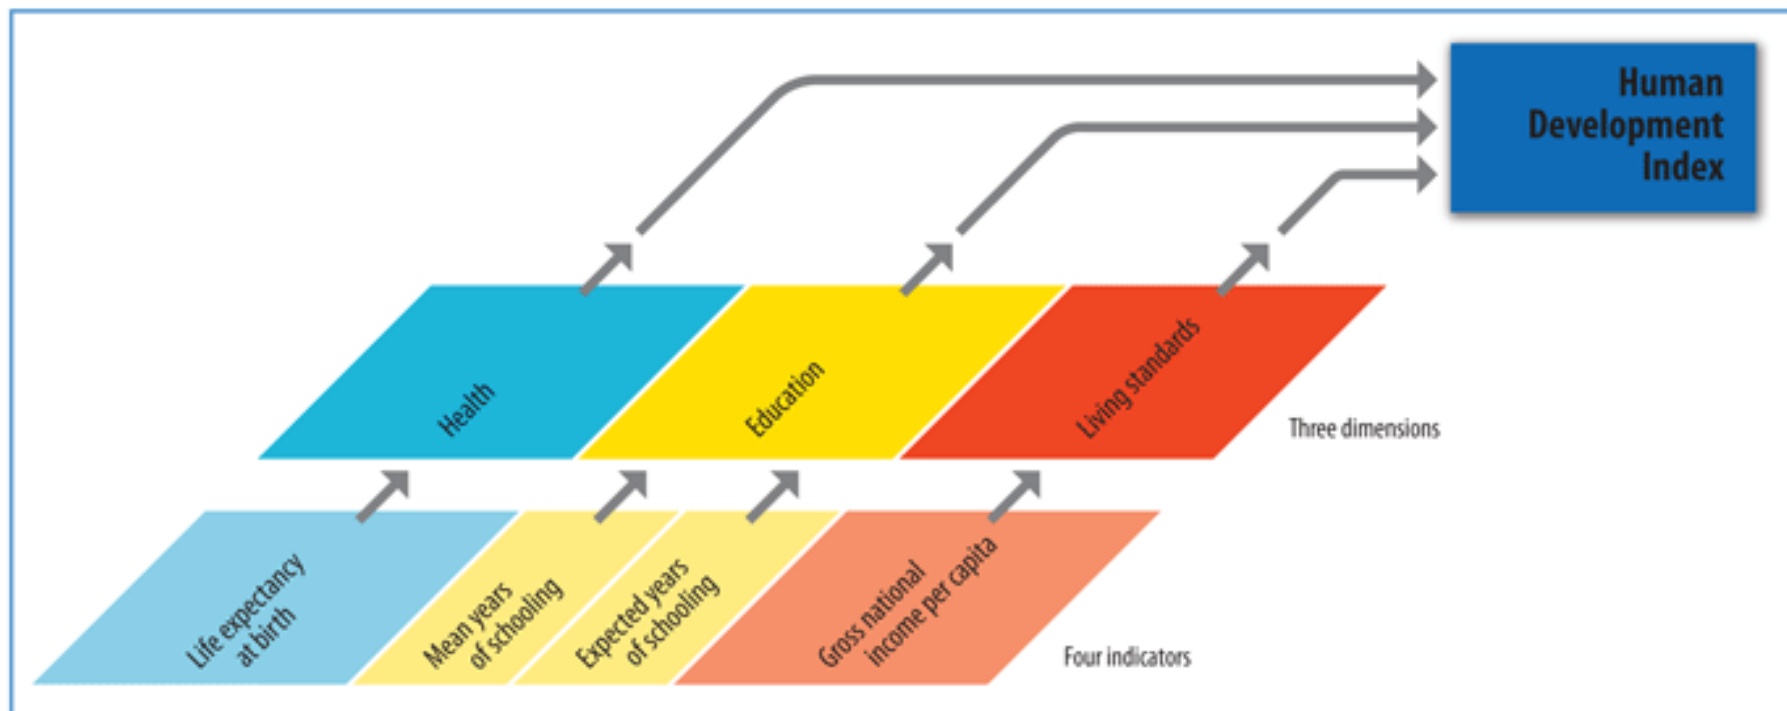 Human
Development
Index
Health
Education
Living standards
Three dimensions
Life expectancy
at birth
Mean years
of schooling
Expected years
of schooling
Gross national
income per capita
Four indicators